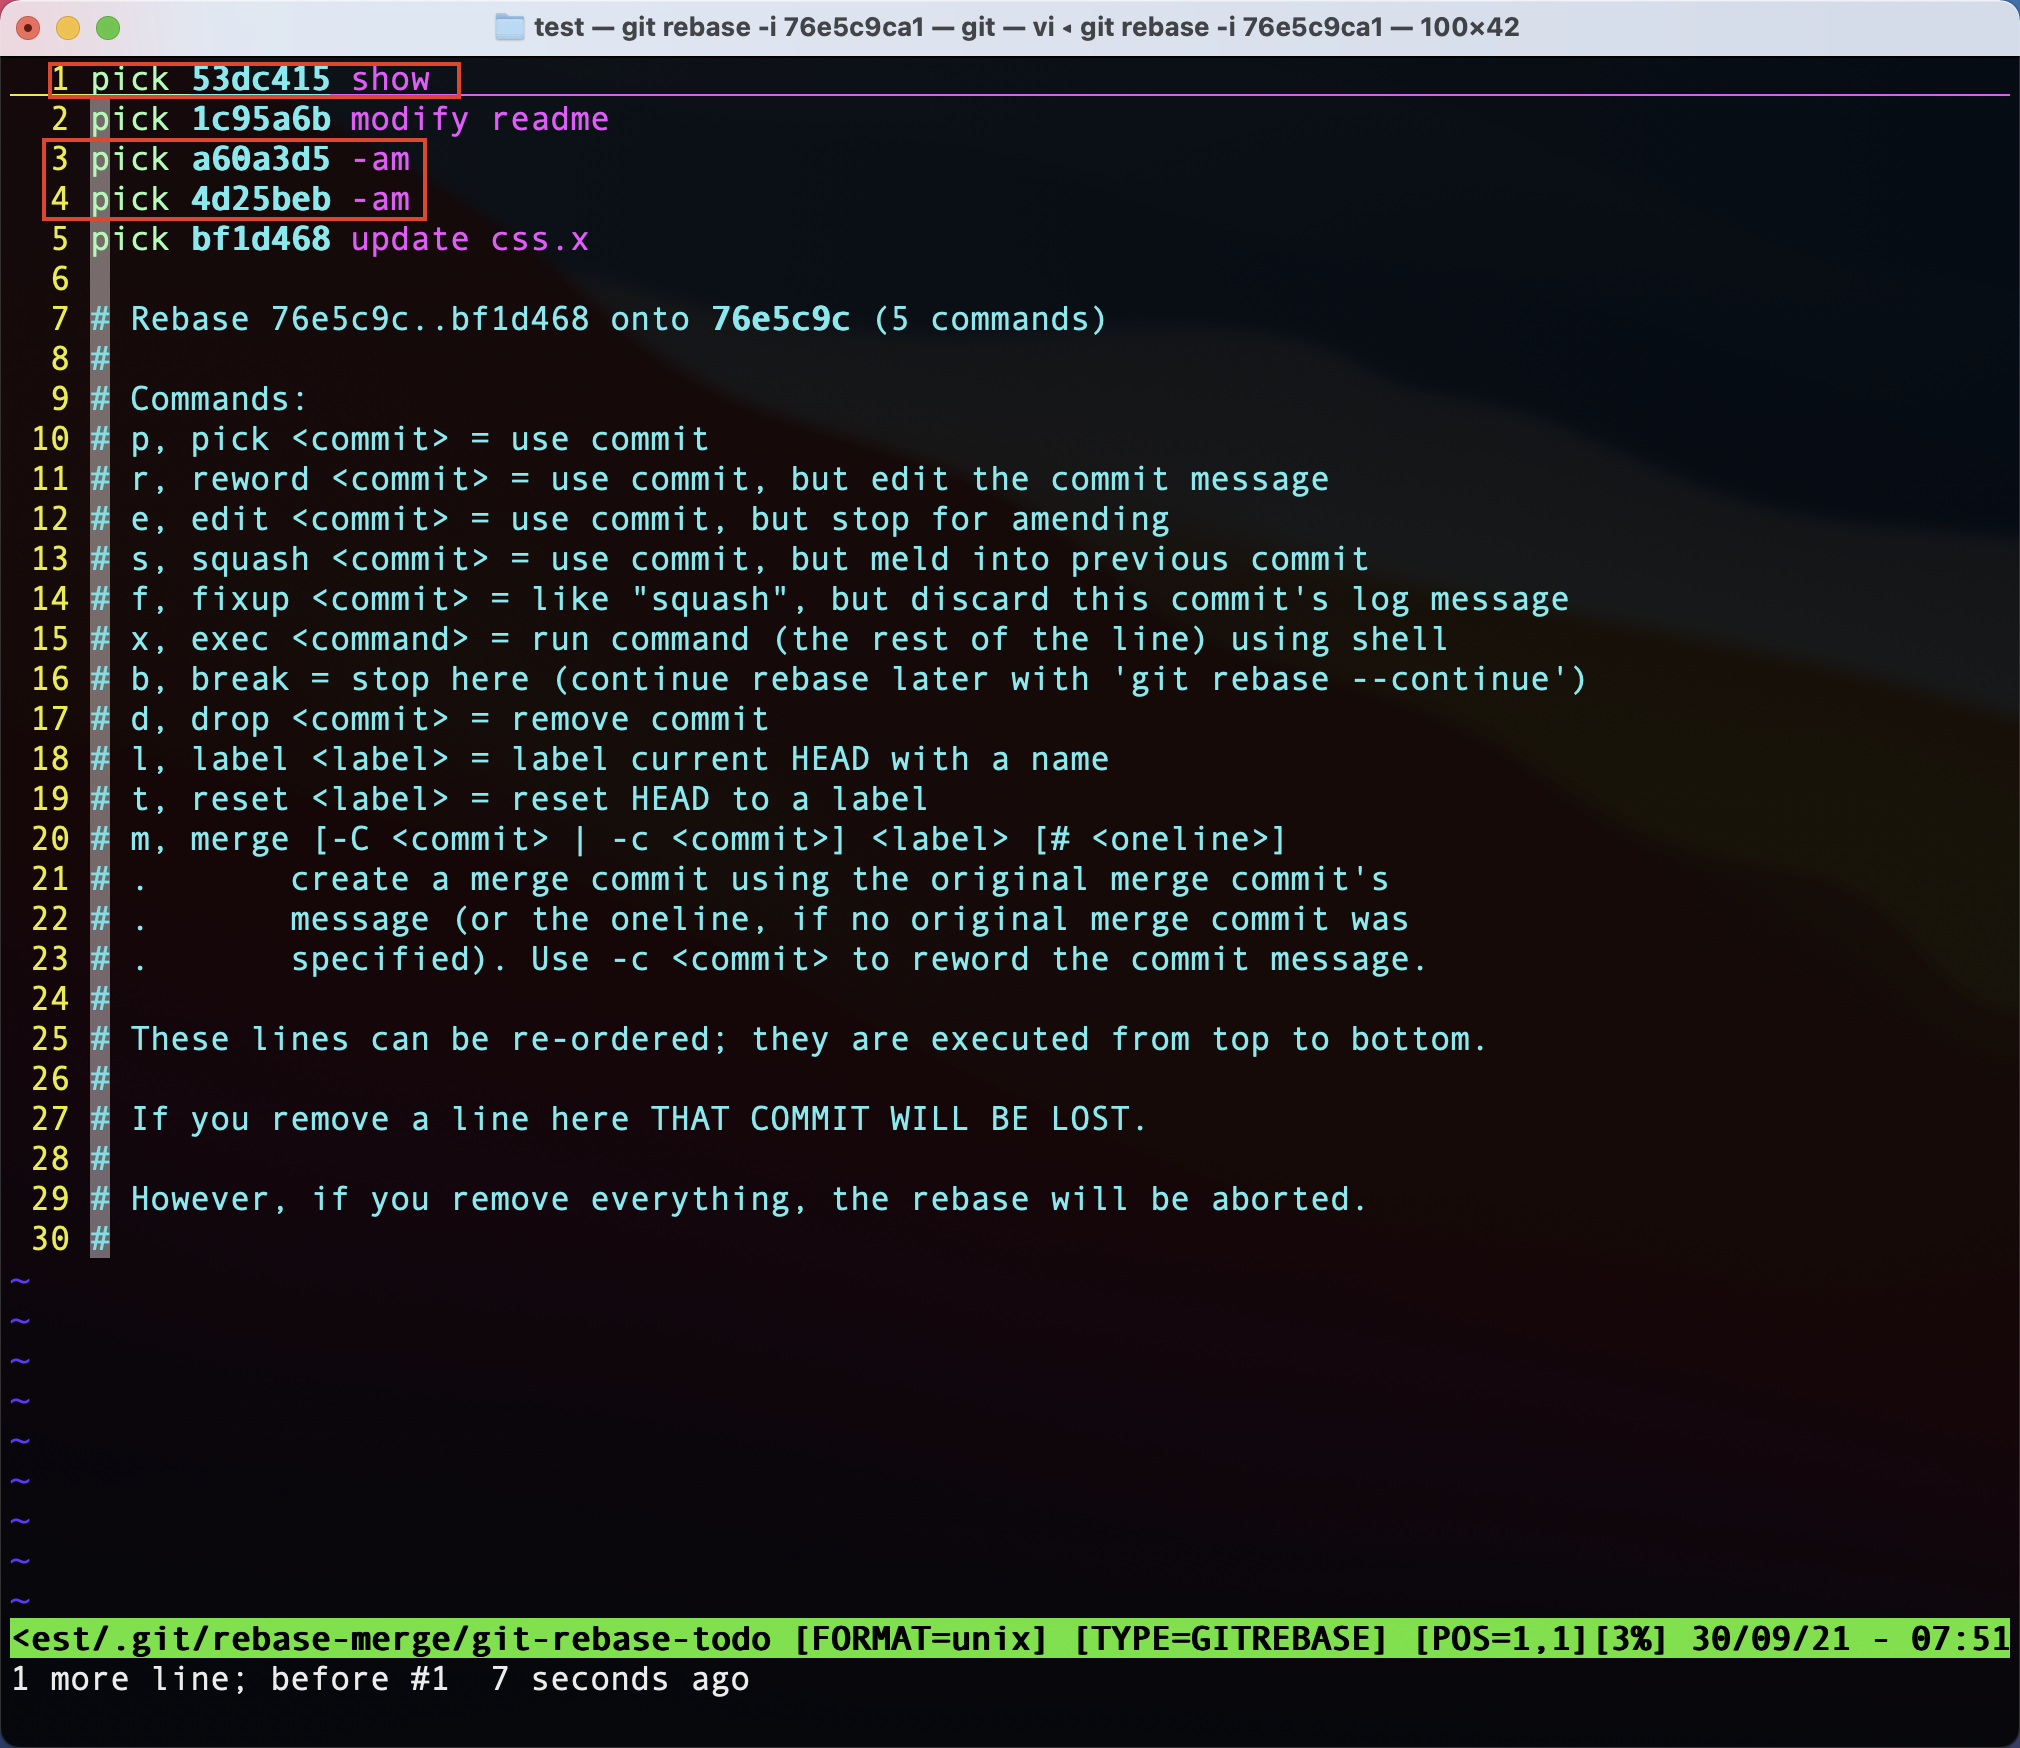 test — git rebase -i 76e5c9ca1 — git — vi ◂ git rebase -i 76e5c9ca1 — 100×42
1 pick 53dc415 show
2 pick 1c95a6b modify readme
3 pick a60a3d5 -am
4 pick 4d25beb -am
5 pick bf1d468 update css.x
6
7 # Rebase 76e5c9c..bf1d468 onto 76e5c9c (5 commands)
8 #
9 # Commands:
10 # p, pick <commit> = use commit
11 # r, reword <commit> = use commit, but edit the commit message
12 # e, edit <commit> = use commit, but stop for amending
13 # s, squash <commit> = use commit, but meld into previous commit
14 # f, fixup <commit> = like "squash", but discard this commit's log message
15 # x, exec <command> = run command (the rest of the line) using shell
16 # b, break = stop here (continue rebase later with 'git rebase --continue')
17 # d, drop <commit> = remove commit
18 # l, label <label> = label current HEAD with a name
19 # t, reset <label> = reset HEAD to a label
20 # m, merge [-C <commit> | -c <commit>] <label> [# <oneline>]
21 # .       create a merge commit using the original merge commit's
22 # .       message (or the oneline, if no original merge commit was
23 # .       specified). Use -c <commit> to reword the commit message.
24 #
25 # These lines can be re-ordered; they are executed from top to bottom.
26 #
27 # If you remove a line here THAT COMMIT WILL BE LOST.
28 #
29 # However, if you remove everything, the rebase will be aborted.
30 #
~
~
~
~
~
~
~
~
~
<est/.git/rebase-merge/git-rebase-todo [FORMAT=unix] [TYPE=GITREBASE] [POS=1,1][3%] 30/09/21 - 07:51
1 more line; before #1  7 seconds ago